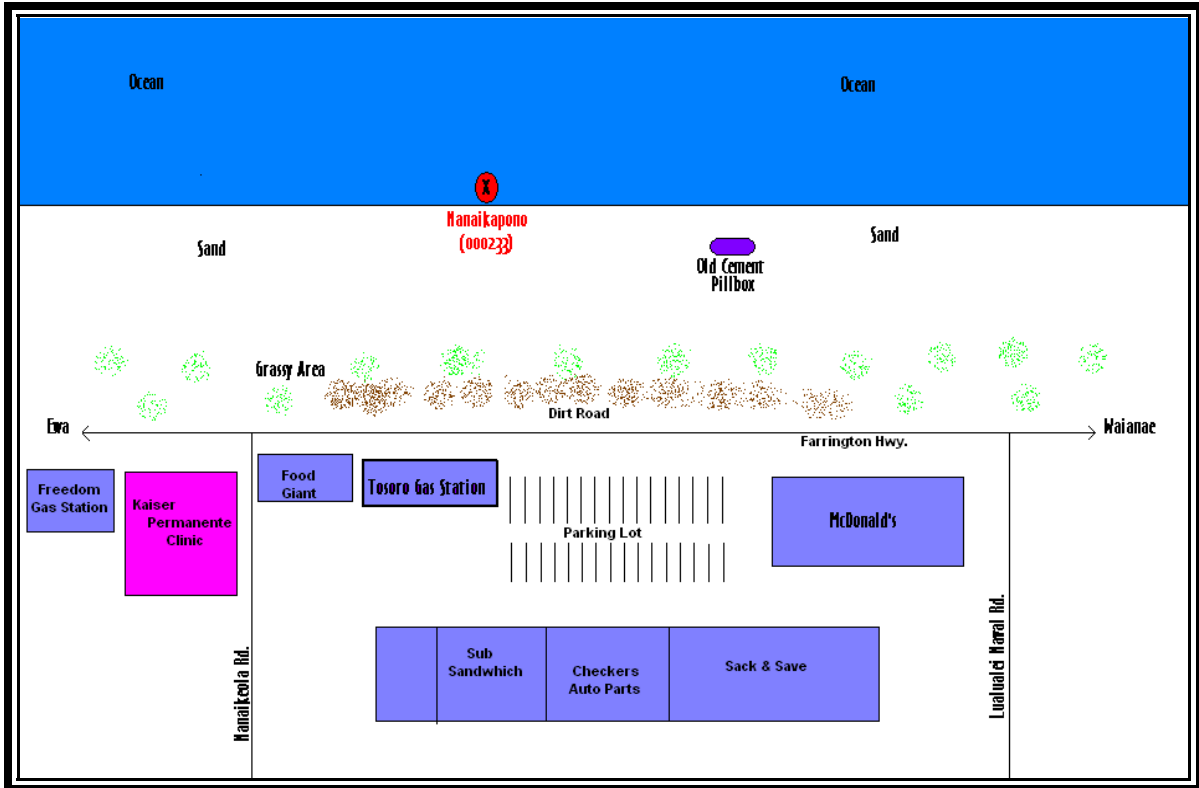 Ocean
Ocean
X
Nanaikapono
(000233)
Sand
Sand
Old Cement
Pillbox
Grassy Area
Dirt Road
Ewa
Waianae
Farrington Hwy.
Freedom
Gas Station
Kaiser
Permanente
Clinic
Food
Giant
Tosoro Gas Station
Parking Lot
McDonald's
Nanaikeola Rd.
Lualualei Naval Rd.
Sub
Sandwhich
Checkers
Auto Parts
Sack & Save